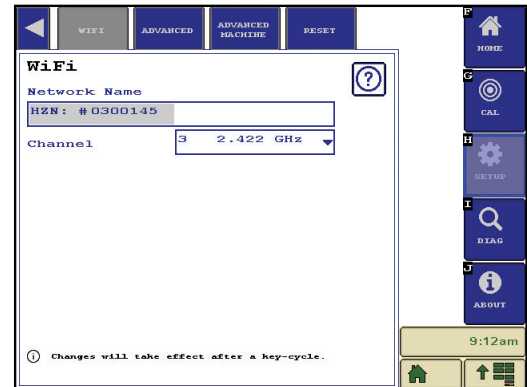 WIFI
ADVANCED
ADVANCED
MACHINE
RESET
WiFi
?
Network Name
HZN: #0300145
Channel
3 2.422 GHz
i Changes will take effect after a key-cycle.
F
HOME
G
CAL
H
SETUP
I
DIAG
J
i
ABOUT
9:12am